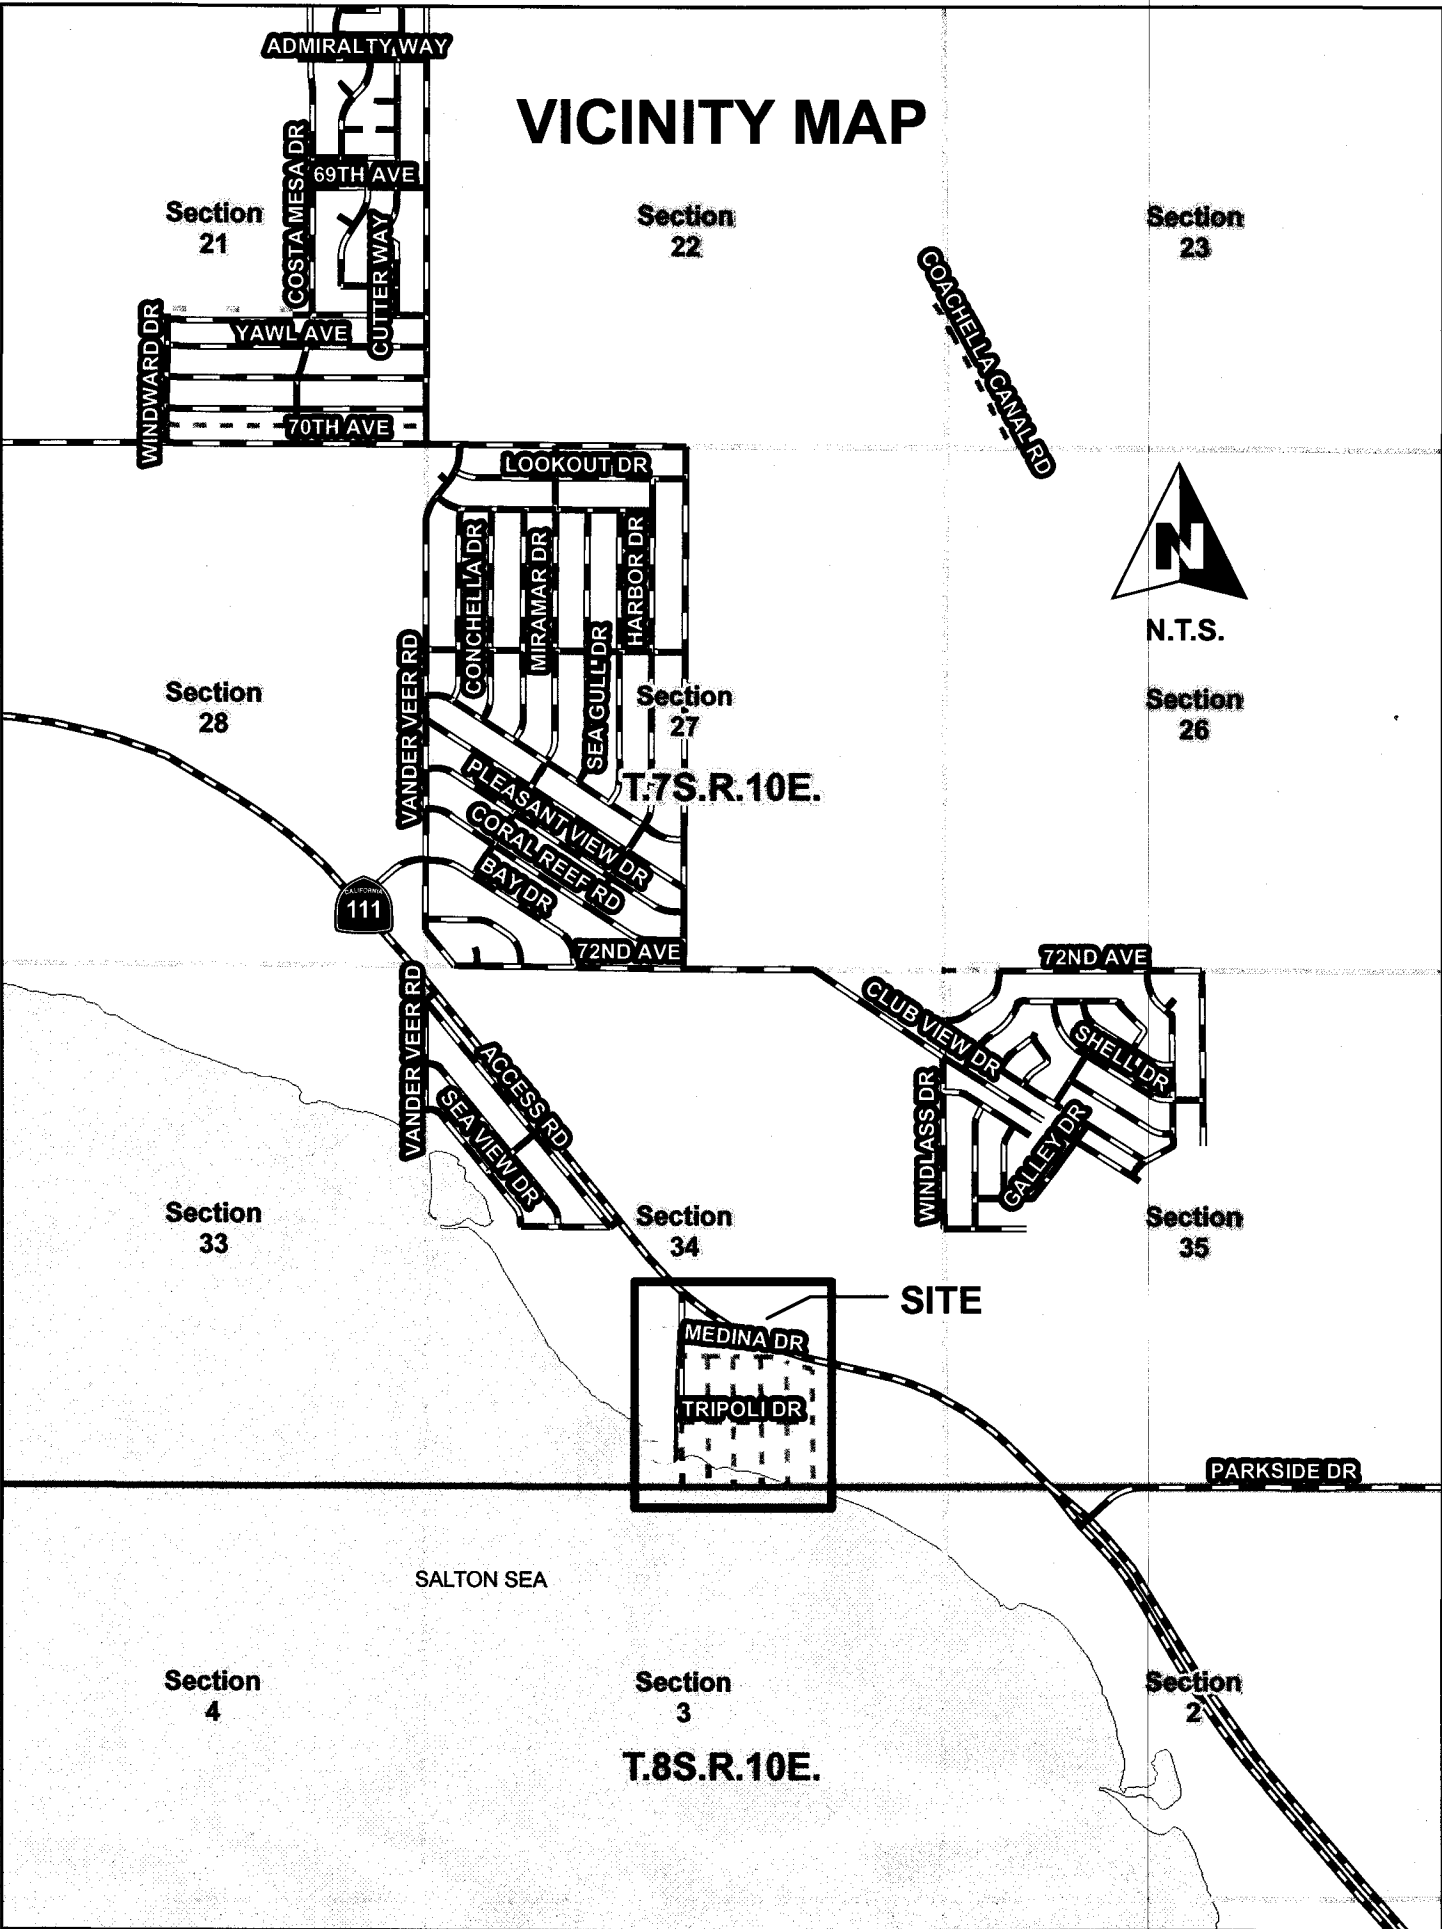 ADMIRALTY WAY
VICINITY MAP
COSTA MESA DR
69TH AVE
Section
21
Section
22
Section
23
CUTTER WAY
COACHELLA CANAL RD
WINDWARD DR
YAWL AVE
70TH AVE
LOOKOUT DR
CONCHELLA DR
MIRAMAR DR
HARBOR DR
N
N.T.S.
VANDER VEER RD
SEA GULL DR
Section
28
Section
27
Section
26
T.7S.R.10E.
PLEASANT VIEW DR
CORAL REEF RD
BAY DR
CALIFORNIA
111
72ND AVE
72ND AVE
VANDER VEER RD
CLUB VIEW DR
SHELL DR
ACCESS RD
SEA VIEW DR
WINDLASS DR
GALLEY DR
Section
33
Section
34
Section
35
SITE
MEDINA DR
TRIPOLI DR
PARKSIDE DR
SALTON SEA
Section
4
Section
3
Section
2
T.8S.R.10E.